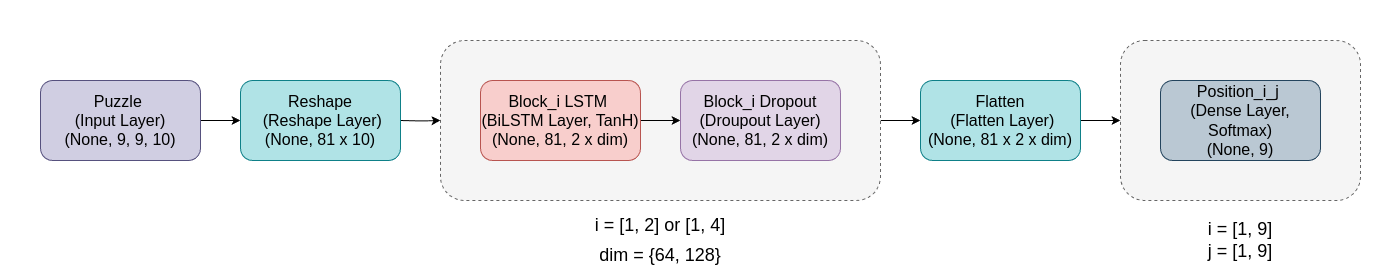 Puzzle
(Input Layer)
(None, 9, 9, 10)
Reshape
(Reshape Layer)
(None, 81 x 10)
Block_i LSTM
(BiLSTM Layer, TanH)
(None, 81, 2 x dim)
Block_i Dropout
(Droupout Layer)
(None, 81, 2 x dim)
i = [1, 2] or [1, 4]
dim = {64, 128}
Flatten
(Flatten Layer)
(None, 81 x 2 x dim)
Position_i_j
(Dense Layer,
Softmax)
(None, 9)
i = [1, 9]
j = [1, 9]